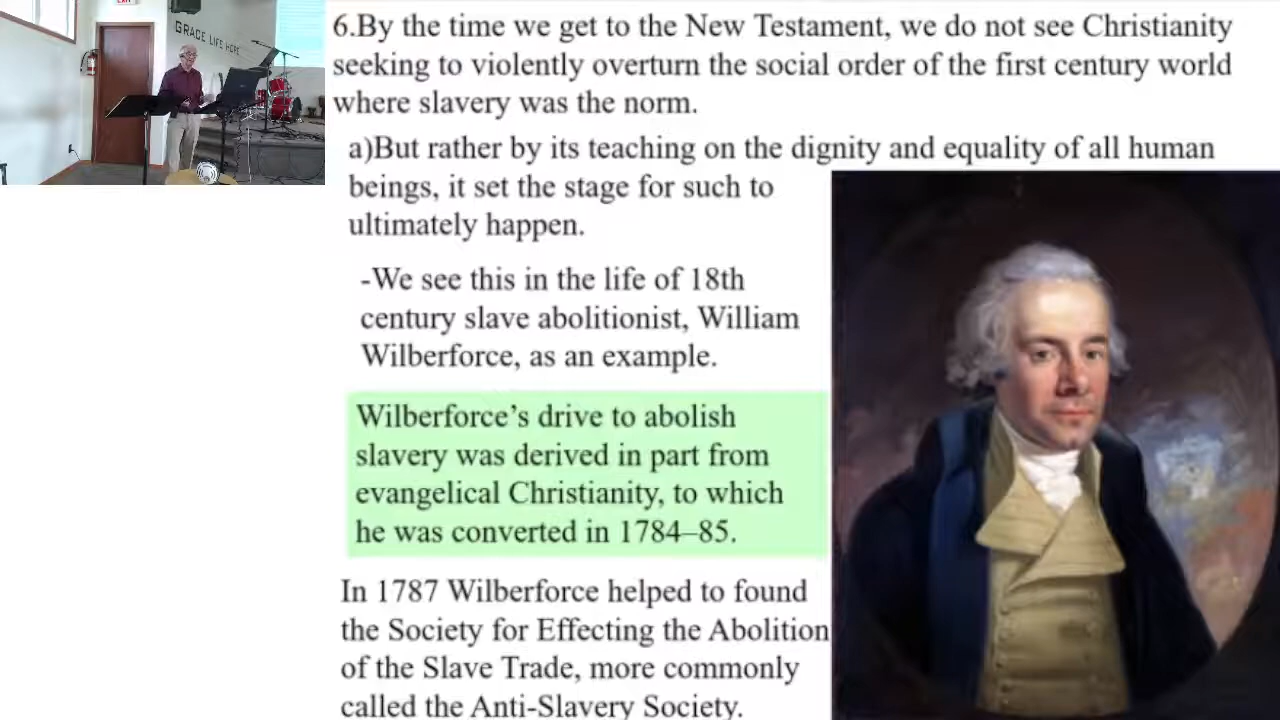 EXIT
GRACE LIFE HOPE
6.By the time we get to the New Testament, we do not see Christianity
seeking to violently overturn the social order of the first century world
where slavery was the norm.
a)But rather by its teaching on the dignity and equality of all human
beings, it set the stage for such to
ultimately happen.
-We see this in the life of 18th
century slave abolitionist, William
Wilberforce, as an example.
Wilberforce’s drive to abolish
slavery was derived in part from
evangelical Christianity, to which
he was converted in 1784–85.
In 1787 Wilberforce helped to found
the Society for Effecting the Abolition
of the Slave Trade, more commonly
called the Anti-Slavery Society.